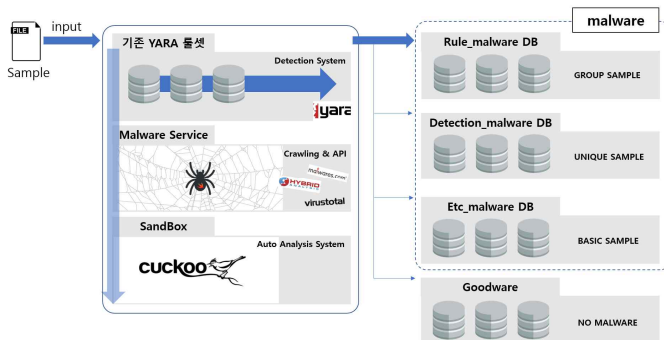 FILE
Sample
input
기존 YARA 룰셋
Detection System
yara
Malware Service
Crawling & API
malwares.com
HYBRID
ANALYSIS
virustotal
SandBox
Auto Analysis System
cuckoo
malware
Rule_malware DB
GROUP SAMPLE
Detection_malware DB
UNIQUE SAMPLE
Etc_malware DB
BASIC SAMPLE
Goodware
NO MALWARE